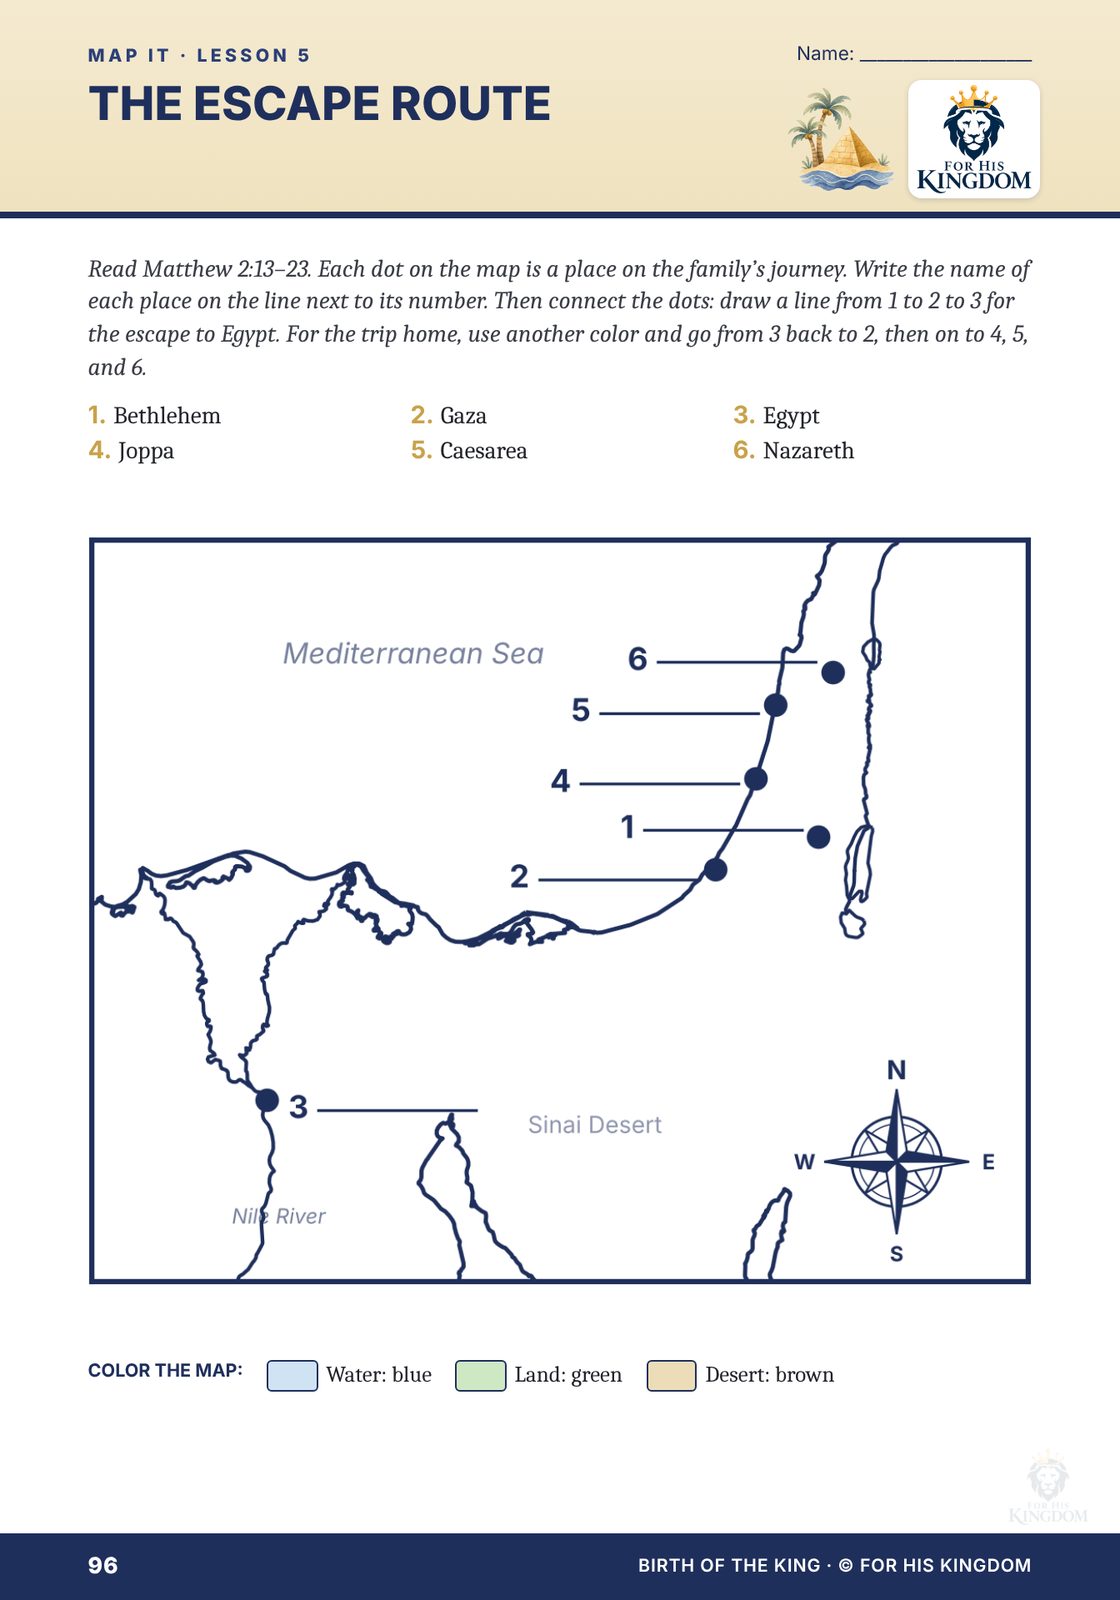 MAP IT · LESSON 5
Name: ________________
THE ESCAPE ROUTE
FOR HIS
KINGDOM
Read Matthew 2:13–23. Each dot on the map is a place on the family’s journey. Write the name of
each place on the line next to its number. Then connect the dots: draw a line from 1 to 2 to 3 for
the escape to Egypt. For the trip home, use another color and go from 3 back to 2, then on to 4, 5,
and 6.
1. Bethlehem
2. Gaza
3. Egypt
4. Joppa
5. Caesarea
6. Nazareth
Mediterranean Sea
6
5
4
1
2
3
Sinai Desert
Nile River
N
W
E
S
COLOR THE MAP:
Water: blue
Land: green
Desert: brown
FOR HIS
KINGDOM
96
BIRTH OF THE KING · © FOR HIS KINGDOM